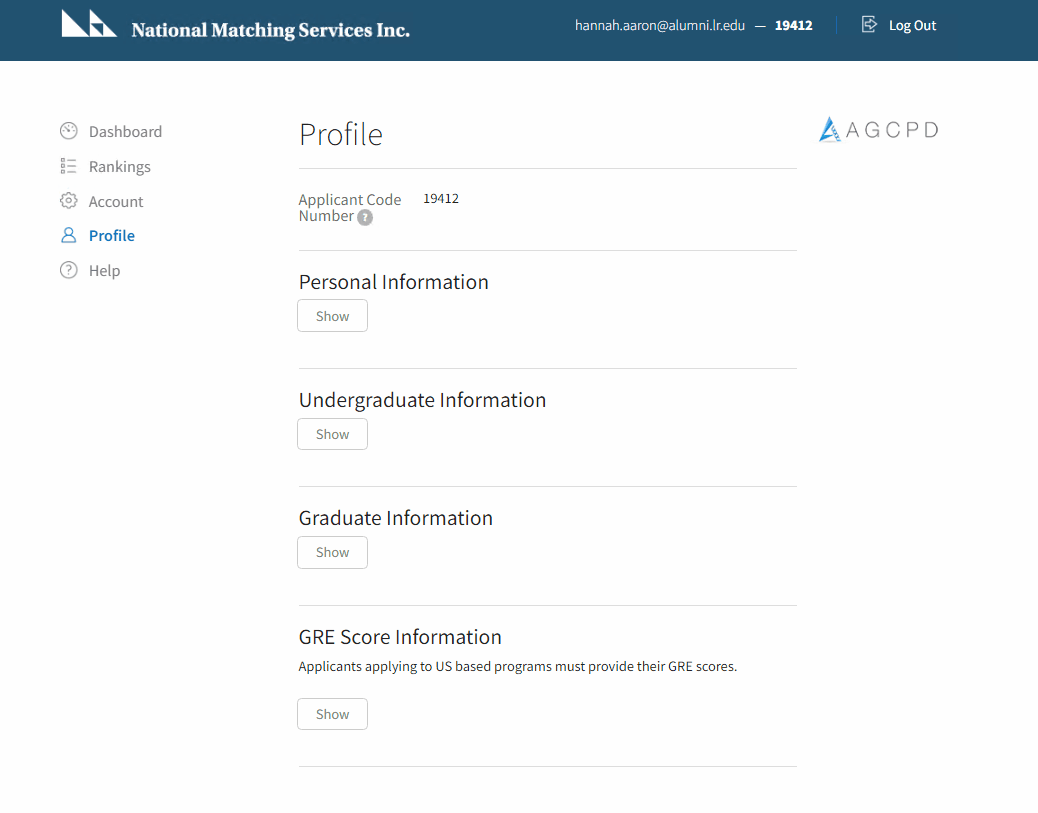 National Matching Services Inc.
hannah.aaron@alumni.lr.edu — 19412
Log Out
Dashboard
Rankings
Account
Profile
Help
Profile
AGCPD
Applicant Code 19412
Number ?
Personal Information
Show
Undergraduate Information
Show
Graduate Information
Show
GRE Score Information
Applicants applying to US based programs must provide their GRE scores.
Show